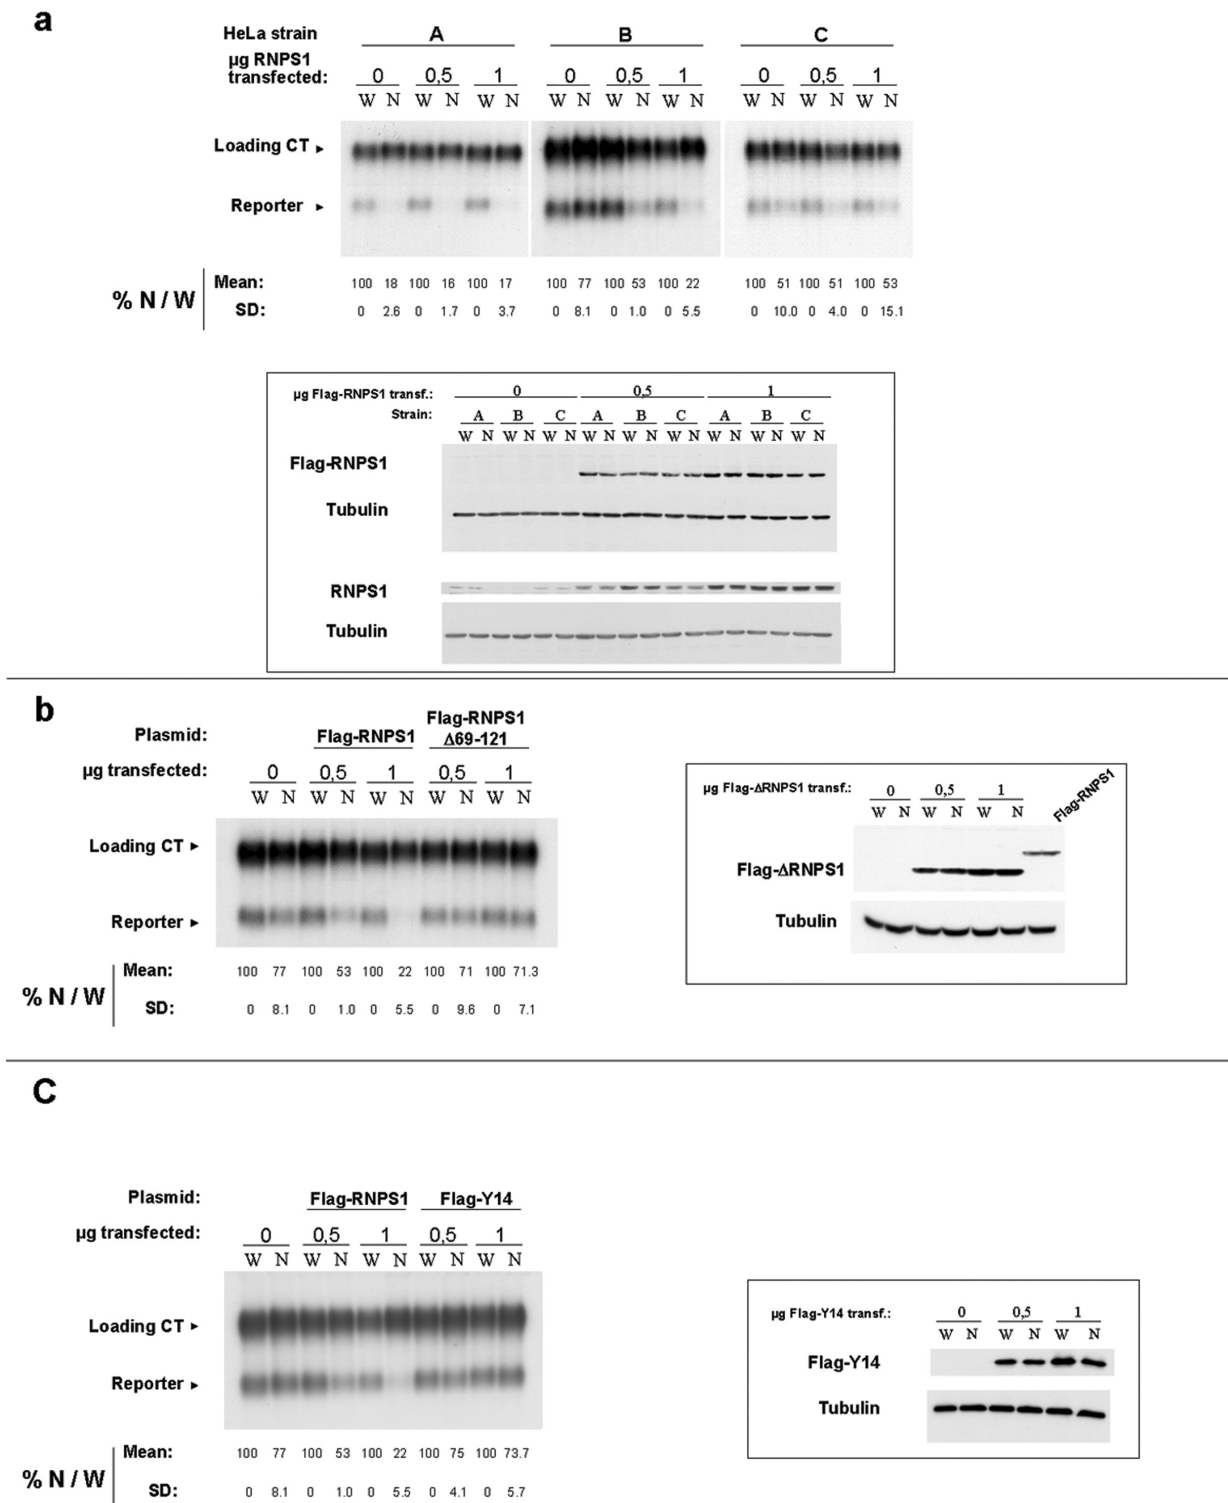 a
HeLa strain A B C
µg RNPS1
transfected: 0 0,5 1 0 0,5 1 0 0,5 1
W N W N W N W N W N W N W N W N W N
Loading CT ►
Reporter ►
% N / W
Mean: 100 18 100 16 100 17 100 77 100 53 100 22 100 51 100 51 100 53
SD: 0 2.6 0 1.7 0 3.7 0 8.1 0 1.0 0 5.5 0 10.0 0 4.0 0 15.1
µg Flag-RNPS1 transf.: 0 0,5 1
Strain: A B C A B C A B C
W N W N W N W N W N W N W N W N W N
Flag-RNPS1
Tubulin
RNPS1
Tubulin
b
Plasmid: Flag-RNPS1 Flag-RNPS1 Δ69-121
µg transfected: 0 0,5 1 0,5 1
W N W N W N W N W N
Loading CT ►
Reporter ►
% N / W
Mean: 100 77 100 53 100 22 100 71 100 71.3
SD: 0 8.1 0 1.0 0 5.5 0 9.6 0 7.1
µg Flag-ΔRNPS1 transf.: 0 0,5 1 Flag-RNPS1
W N W N W N
Flag-ΔRNPS1
Tubulin
C
Plasmid: Flag-RNPS1 Flag-Y14
µg transfected: 0 0,5 1 0,5 1
W N W N W N W N W N
Loading CT ►
Reporter ►
% N / W
Mean: 100 77 100 53 100 22 100 75 100 73.7
SD: 0 8.1 0 1.0 0 5.5 0 4.1 0 5.7
µg Flag-Y14 transf.: 0 0,5 1
W N W N W N
Flag-Y14
Tubulin